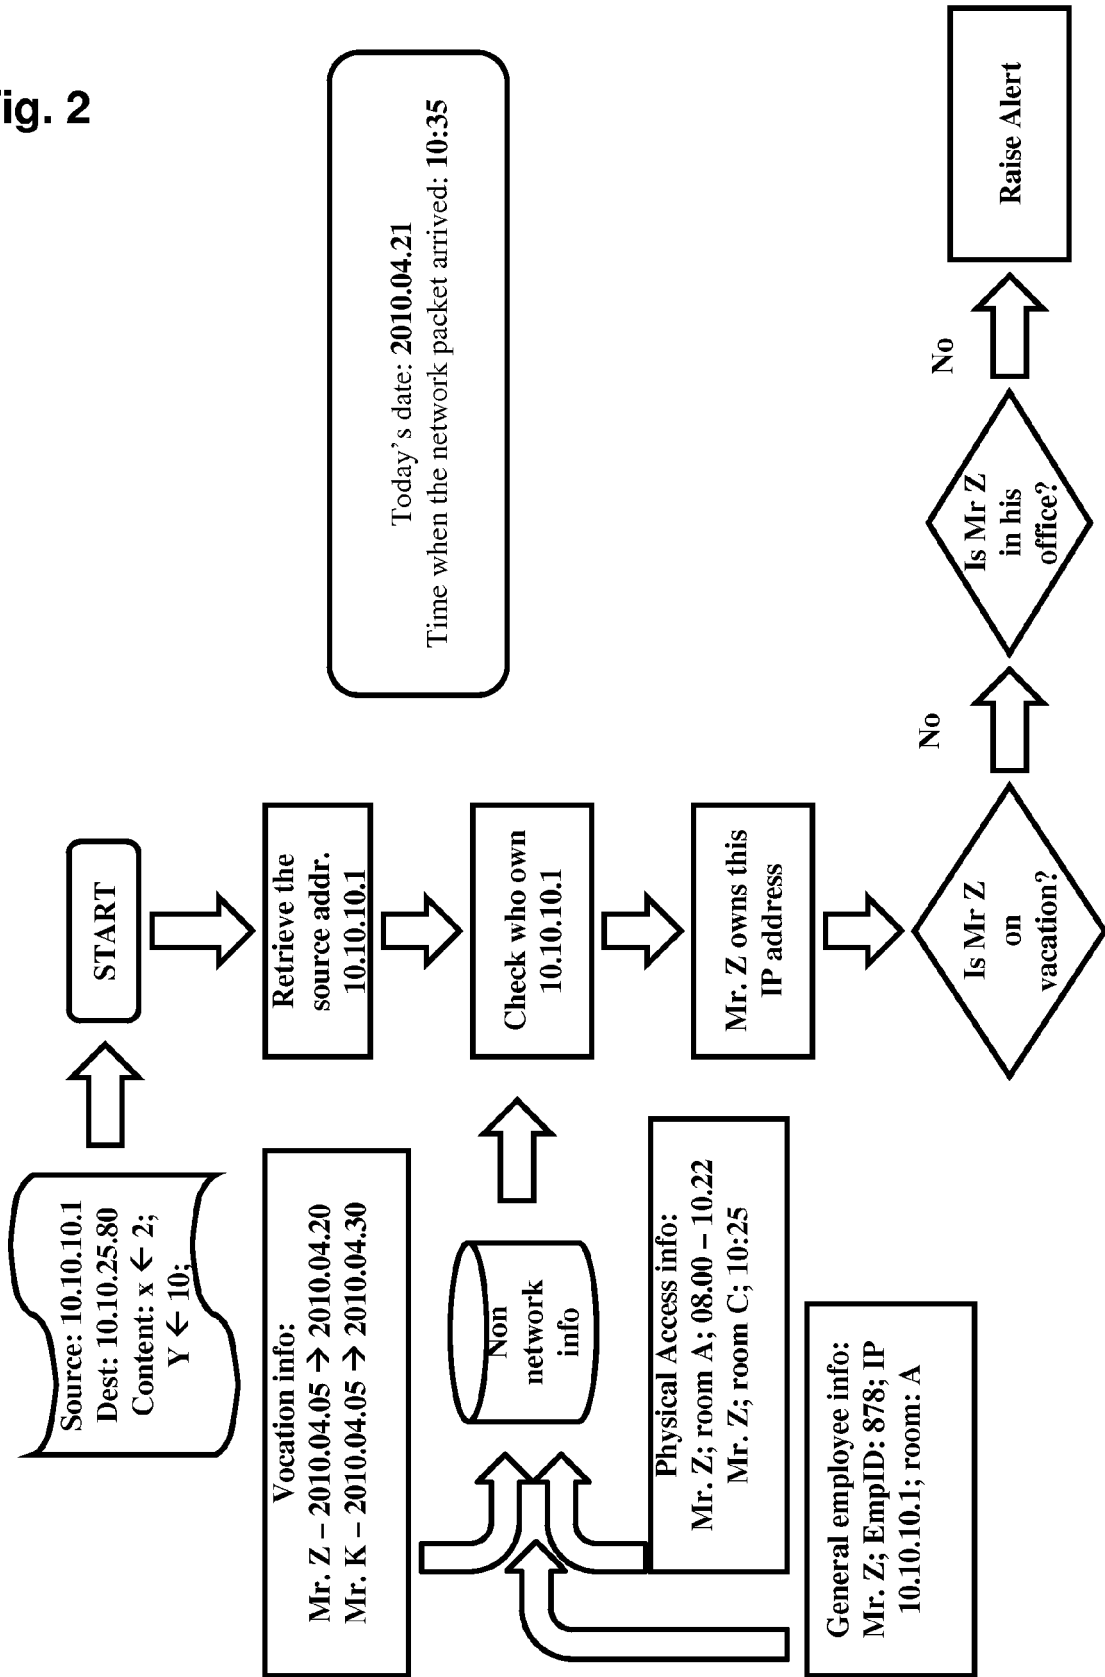 ig. 2
Source: 10.10.10.1
Dest: 10.10.25.80
Content: x ← 2;
Y ← 10;
START
Vocation info:
Mr. Z – 2010.04.05 → 2010.04.20
Mr. K – 2010.04.05 → 2010.04.30
Retrieve the
source addr.
10.10.10.1
Today's date: 2010.04.21
Time when the network packet arrived: 10:35
Non
network
info
Check who own
10.10.10.1
Physical Access info:
Mr. Z; room A; 08.00 – 10.22
Mr. Z; room C; 10:25
Mr. Z owns this
IP address
General employee info:
Mr. Z; EmpID: 878; IP
10.10.10.1; room: A
Is Mr Z
on
vacation?
No
Is Mr Z
in his
office?
No
Raise Alert